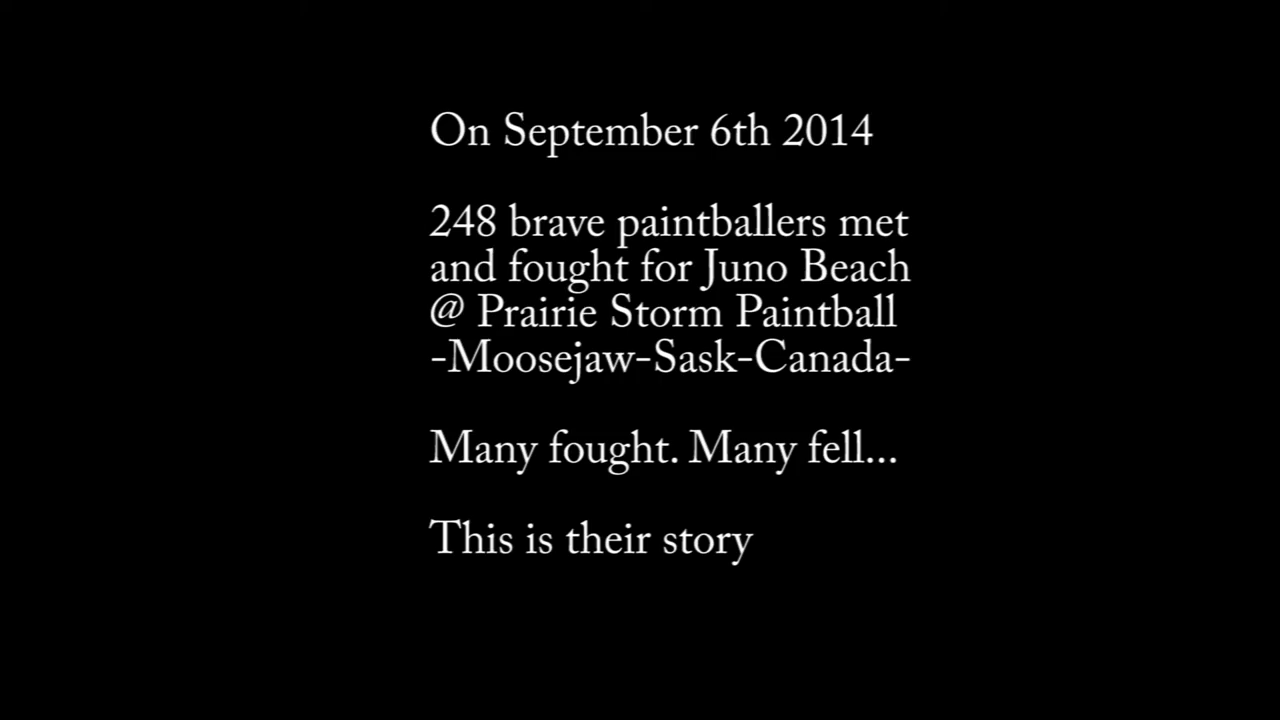 On September 6th 2014
248 brave paintballers met
and fought for Juno Beach
@ Prairie Storm Paintball
-Moosejaw-Sask-Canada-
Many fought. Many fell...
This is their story